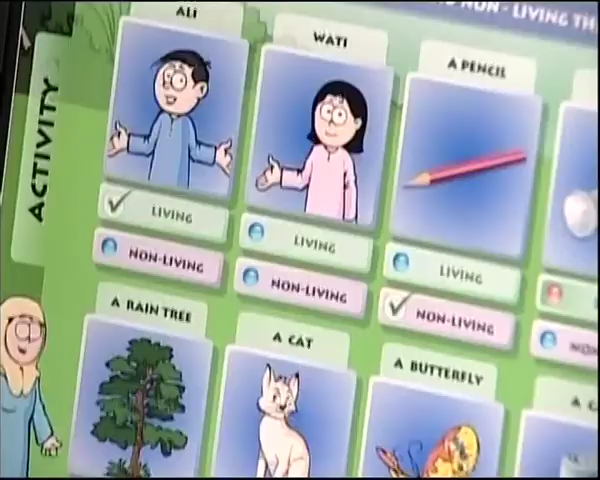 NON - LIVING TH
ACTIVITY
ALI
WATI
A PENCIL
LIVING
LIVING
LIVING
NON-LIVING
NON-LIVING
NON-LIVING
NON
A RAIN TREE
A CAT
A BUTTERFLY
A C